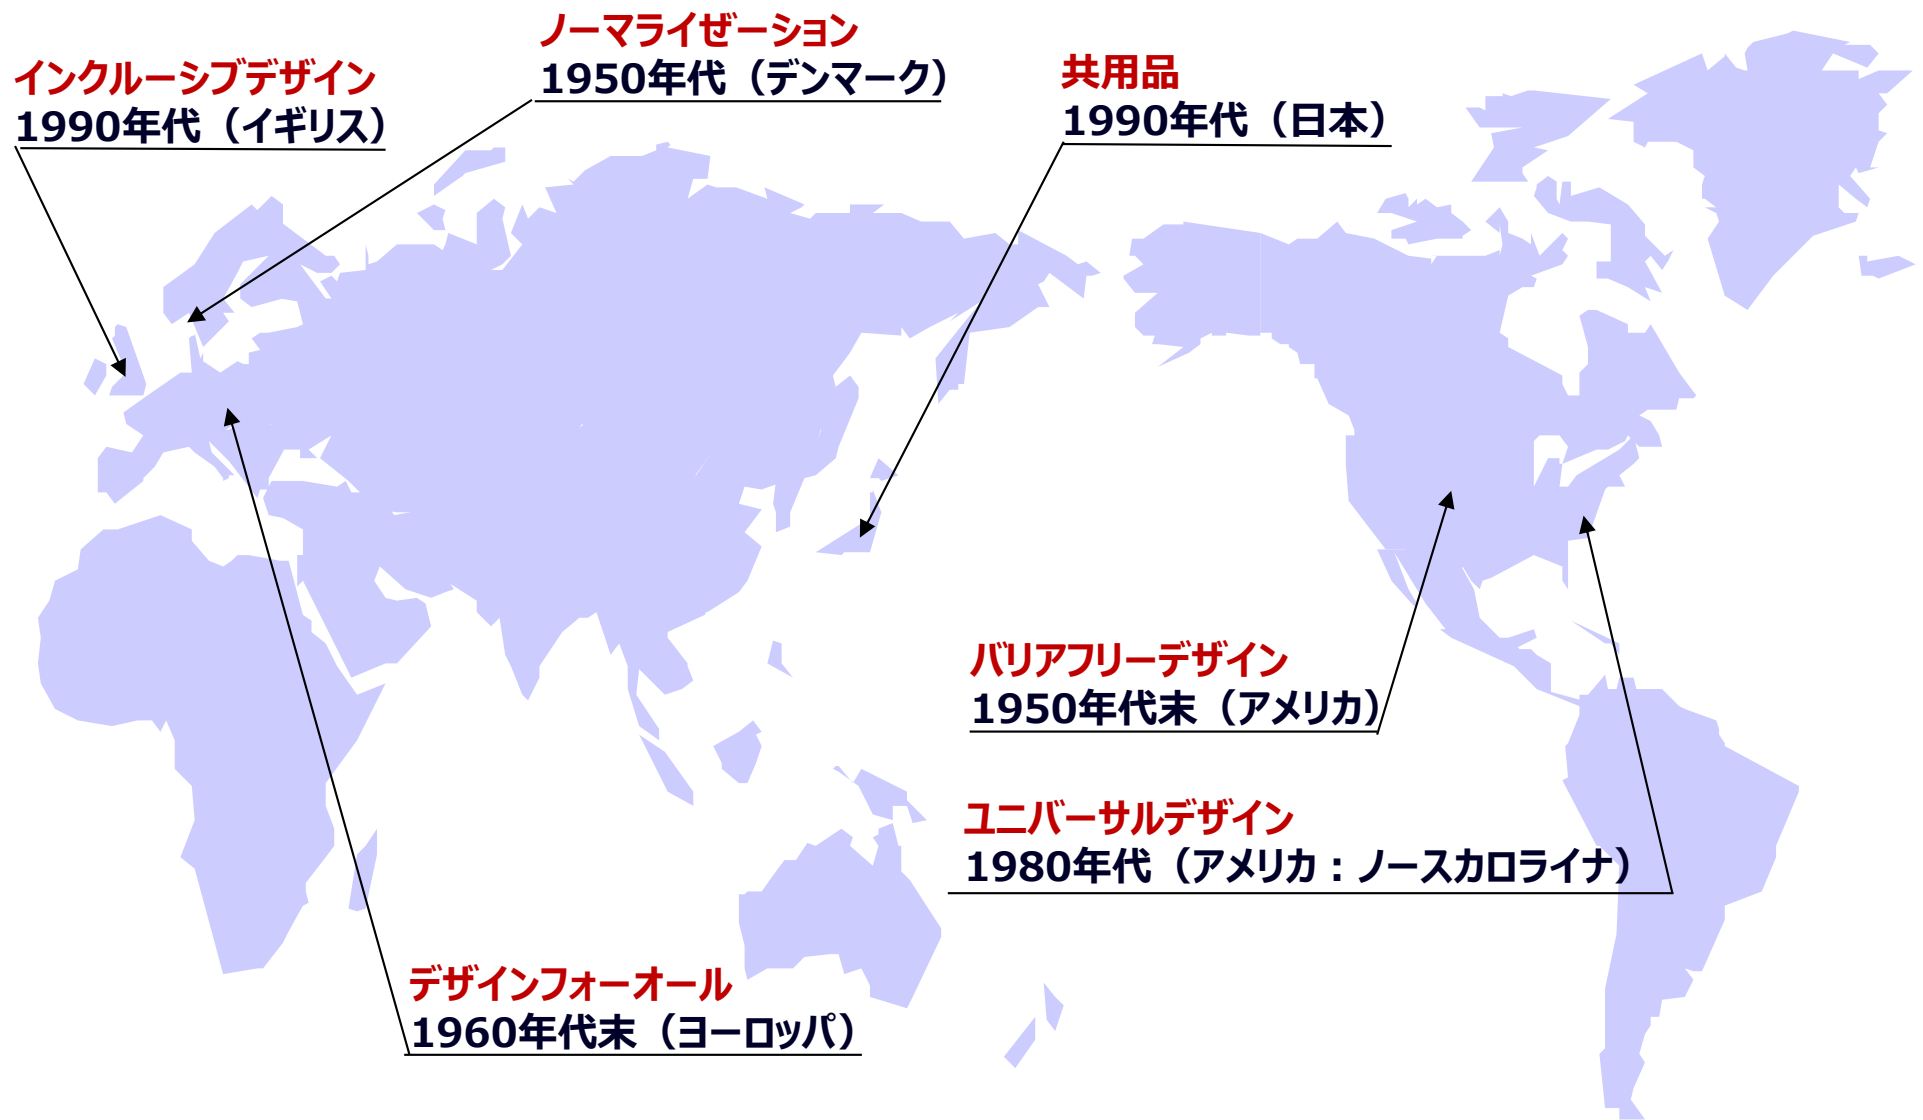 ノーマライゼーション
1950年代（デンマーク）
インクルーシブデザイン
1990年代（イギリス）
共用品
1990年代（日本）
バリアフリーデザイン
1950年代末（アメリカ）
ユニバーサルデザイン
1980年代（アメリカ：ノースカロライナ）
デザインフォーオール
1960年代末（ヨーロッパ）